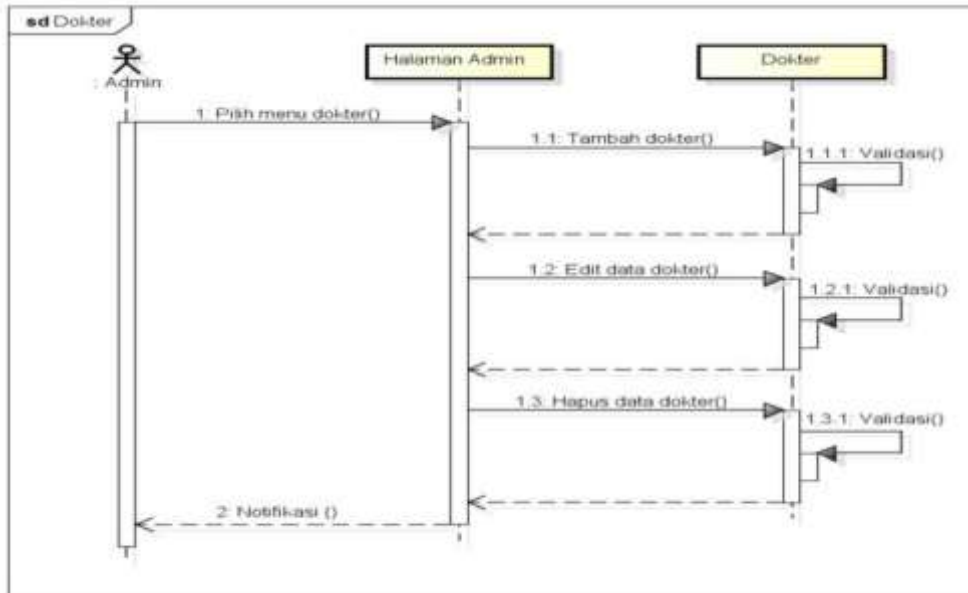 sd Dokter
: Admin
Halaman Admin
Dokter
1: Pilih menu dokter()
1.1: Tambah dokter()
1.1.1: Validasi()
1.2: Edit data dokter()
1.2.1: Validasi()
1.3: Hapus data dokter()
1.3.1: Validasi()
2: Notifikasi ()